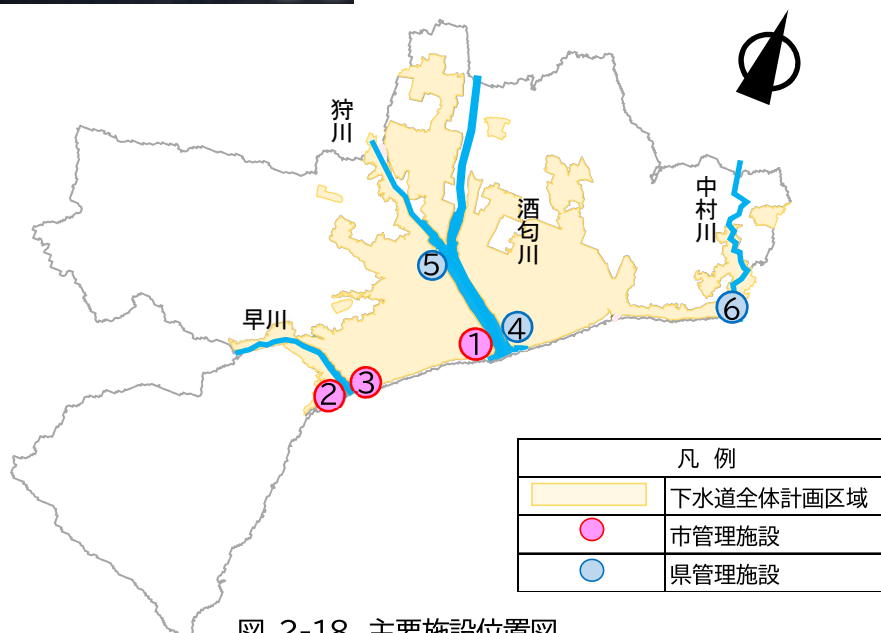 狩川
酒匂川
中村川
早川
⑤
④
①
⑥
③
②
凡 例
下水道全体計画区域
市管理施設
県管理施設
図 2-18 主要施設位置図